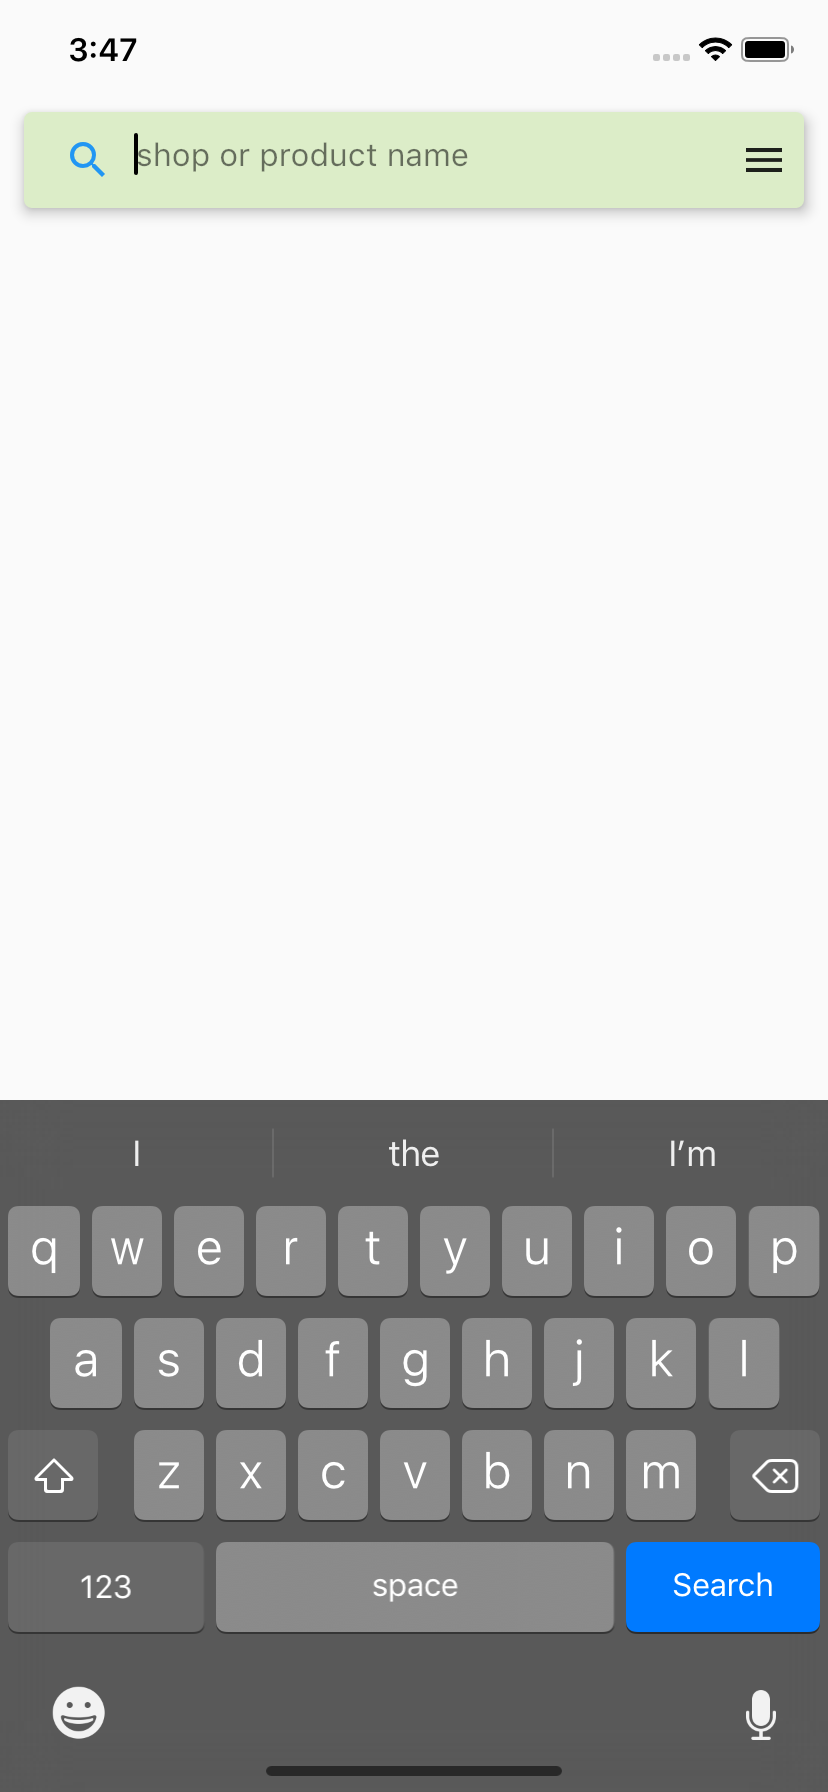 3:47
shop or product name
I the I'm
q w e r t y u i o p
a s d f g h j k l
z x c v b n m
123 space Search